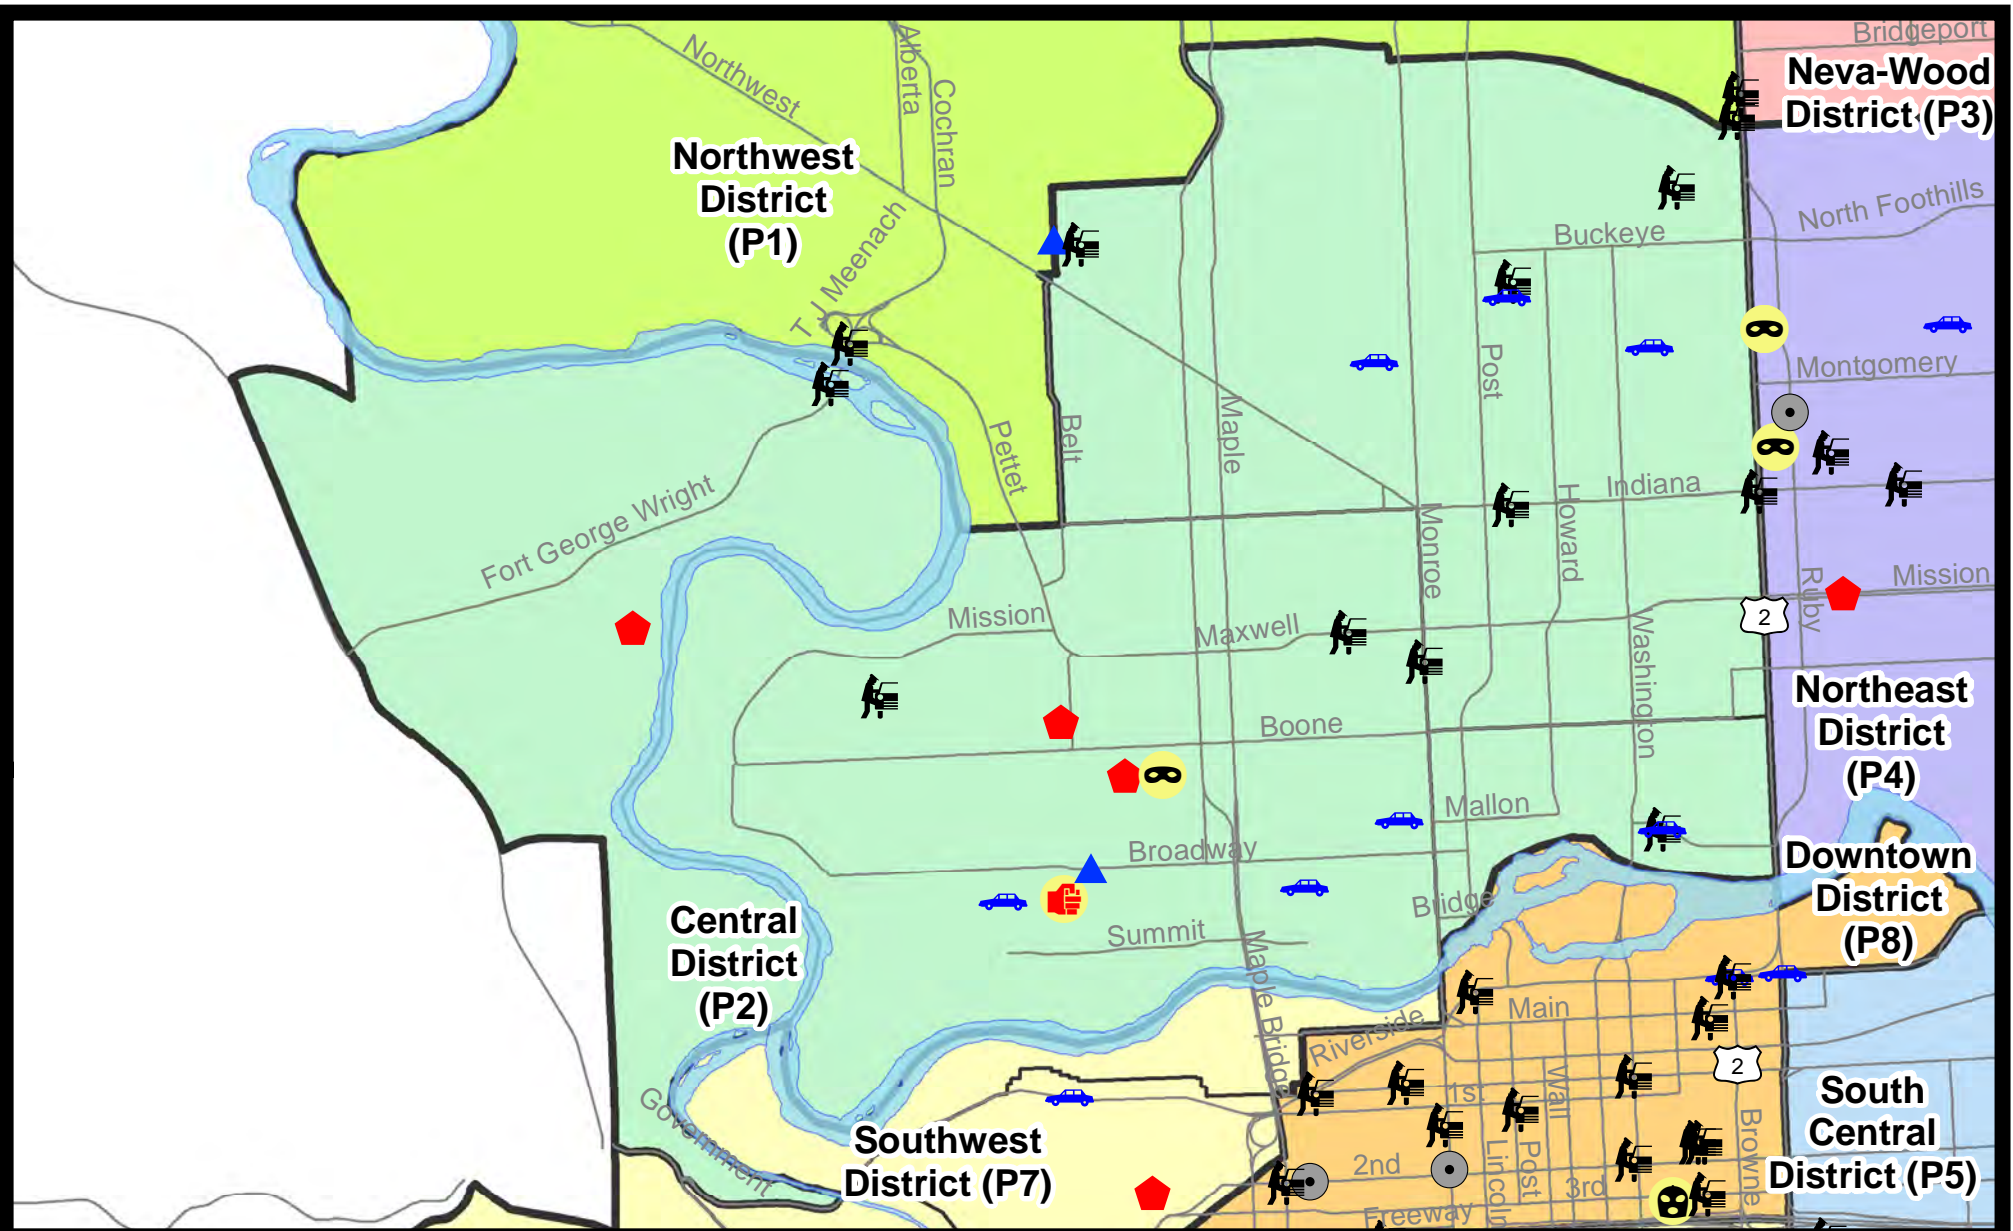 Bridgeport
Neva-Wood
District (P3)
Northwest
Alberta
Cochran
Northwest
District
(P1)
T J Meenach
North Foothills
Buckeye
Montgomery
Post
Maple
Belt
Pettet
Indiana
Howard
Monroe
Fort George Wright
Mission
Ruby
2
Mission
Maxwell
Washington
Northeast
District
(P4)
Boone
Mallon
Broadway
Downtown
District
(P8)
Bridge
Central
District
(P2)
Summit
Maple Bridge
Main
Riverside
2
1st
Wall
South
Central
District (P5)
Government
Southwest
District (P7)
Browne
2nd
Lincoln
Post
3rd
Freeway